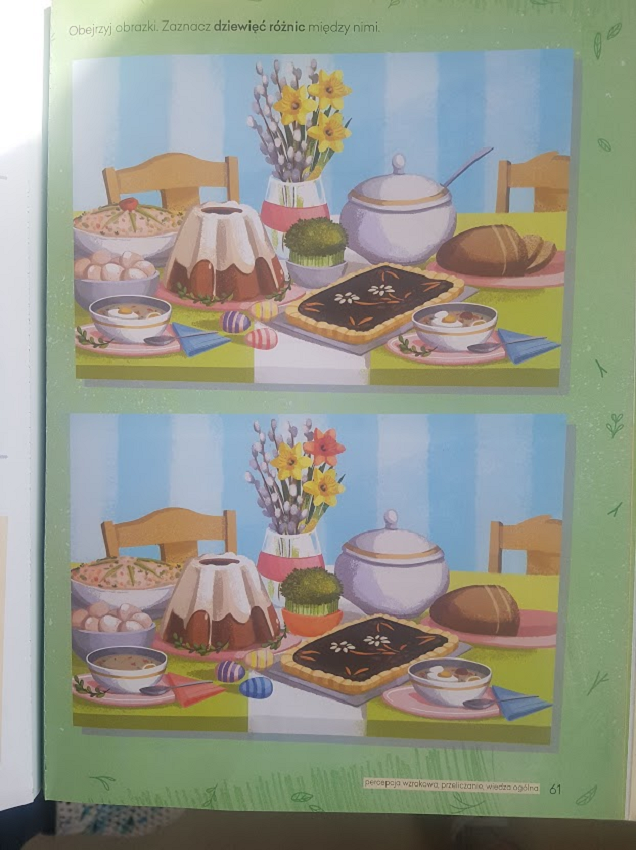 Obejrzyj obrazki. Zaznacz dziewięć różnic między nimi.
percepcja wzrokowa, przeliczanie, wiedza ogólna 61